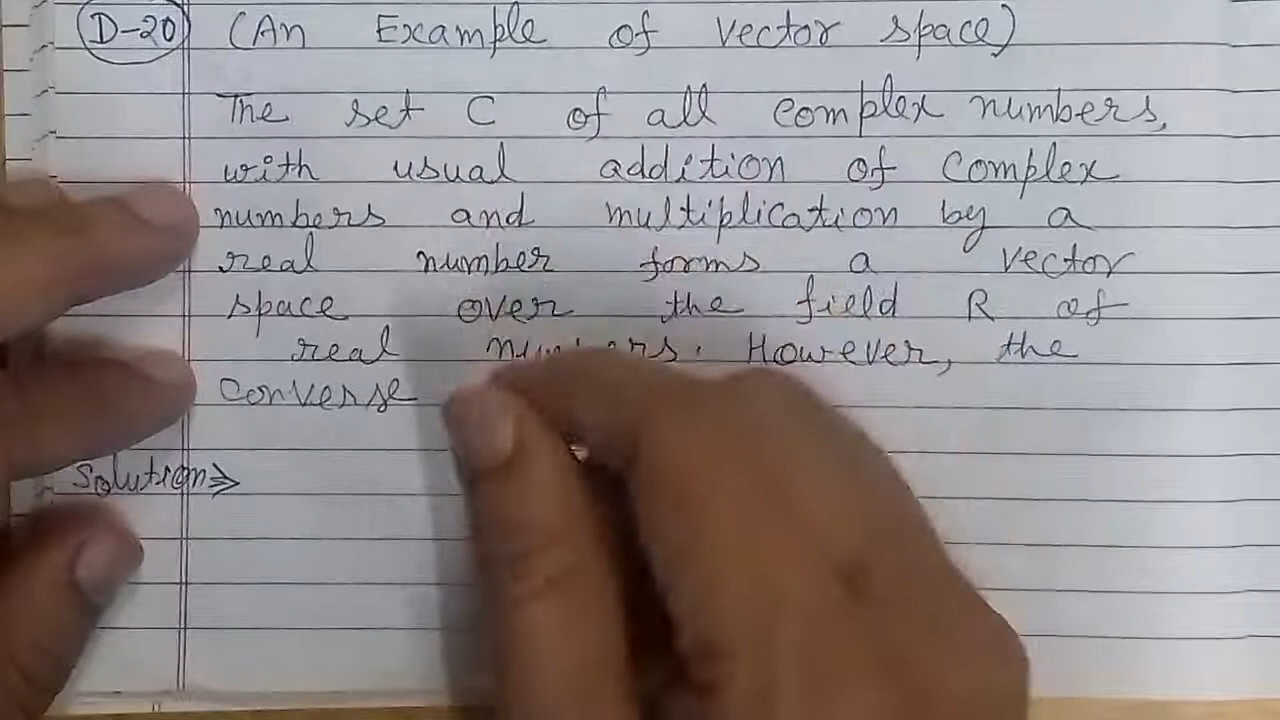 D-20 (An Example of vector space)
The set C of all complex numbers,
with usual addition of complex
numbers and multiplication by a
real number forms a vector
space over the field R of
real numbers. However, the
converse
Solution⇒